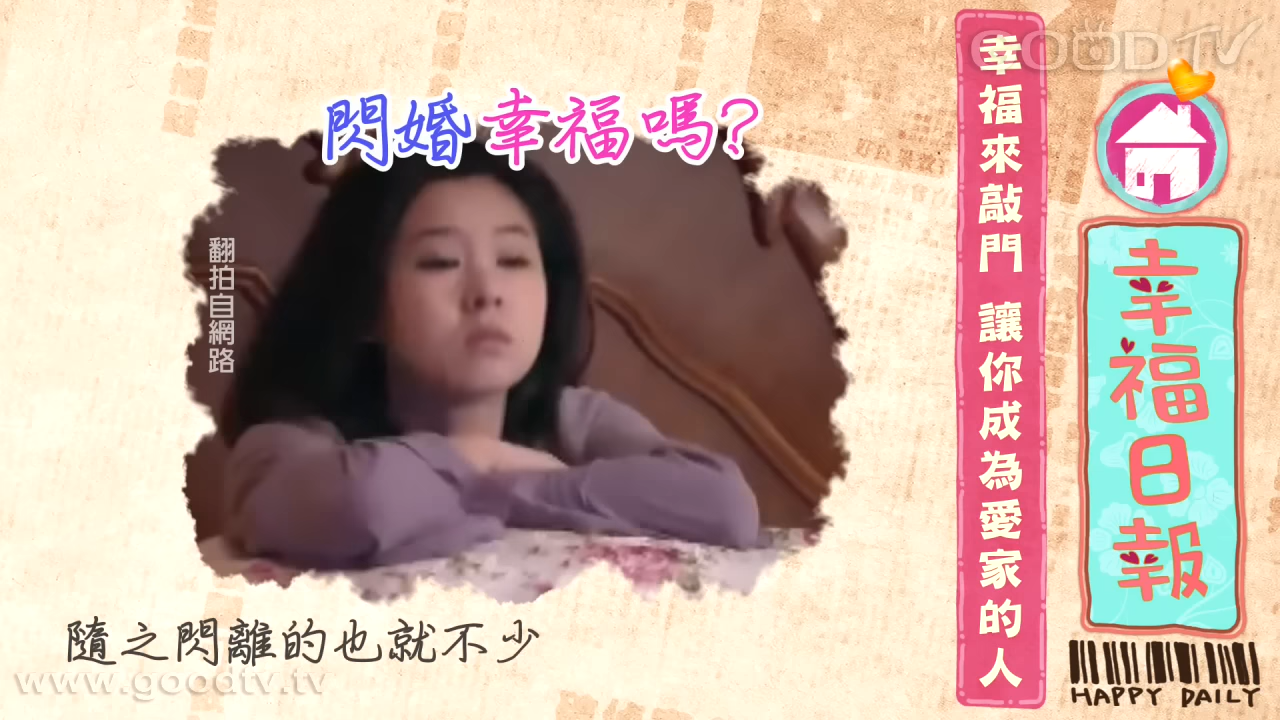 GOOD TV
閃婚幸福嗎?
翻拍自網路
幸福來敲門 讓你成為愛家的人
幸福日報
HAPPY DAILY
隨之閃離的也就不少
www.goodtv.tv